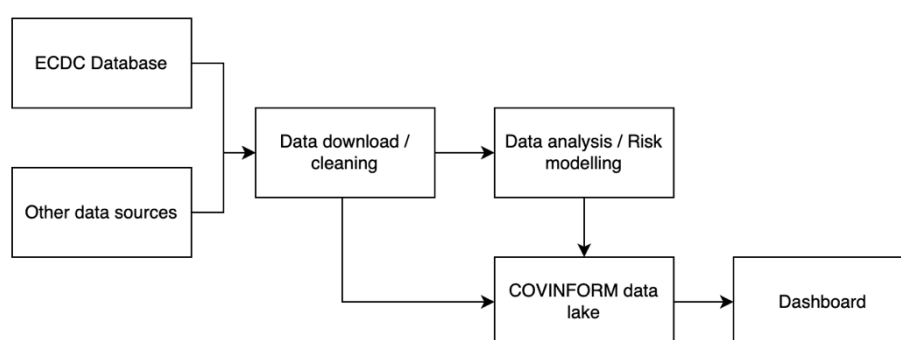 ECDC Database
Data download /
cleaning
Data analysis / Risk
modelling
Other data sources
COVINFORM data
lake
Dashboard